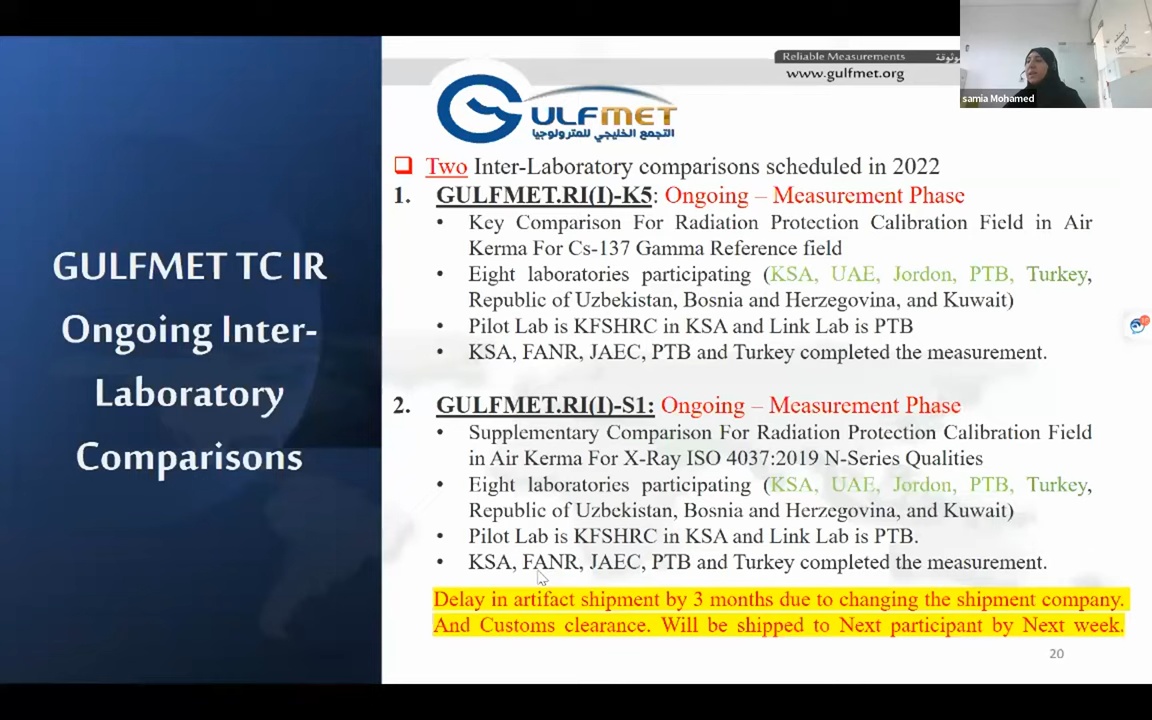 Reliable Measurements
www.gulfmet.org
samia Mohamed
GULFMET
التجمع الخليجي للمترولوجيا
GULFMET TC IR
Ongoing Inter-
Laboratory
Comparisons
Two Inter-Laboratory comparisons scheduled in 2022
1. GULFMET.RI(I)-K5: Ongoing – Measurement Phase
• Key Comparison For Radiation Protection Calibration Field in Air
Kerma For Cs-137 Gamma Reference field
• Eight laboratories participating (KSA, UAE, Jordon, PTB, Turkey,
Republic of Uzbekistan, Bosnia and Herzegovina, and Kuwait)
• Pilot Lab is KFSHRC in KSA and Link Lab is PTB
• KSA, FANR, JAEC, PTB and Turkey completed the measurement.
2. GULFMET.RI(I)-S1: Ongoing – Measurement Phase
• Supplementary Comparison For Radiation Protection Calibration Field
in Air Kerma For X-Ray ISO 4037:2019 N-Series Qualities
• Eight laboratories participating (KSA, UAE, Jordon, PTB, Turkey,
Republic of Uzbekistan, Bosnia and Herzegovina, and Kuwait)
• Pilot Lab is KFSHRC in KSA and Link Lab is PTB.
• KSA, FANR, JAEC, PTB and Turkey completed the measurement.
Delay in artifact shipment by 3 months due to changing the shipment company.
And Customs clearance. Will be shipped to Next participant by Next week.
20